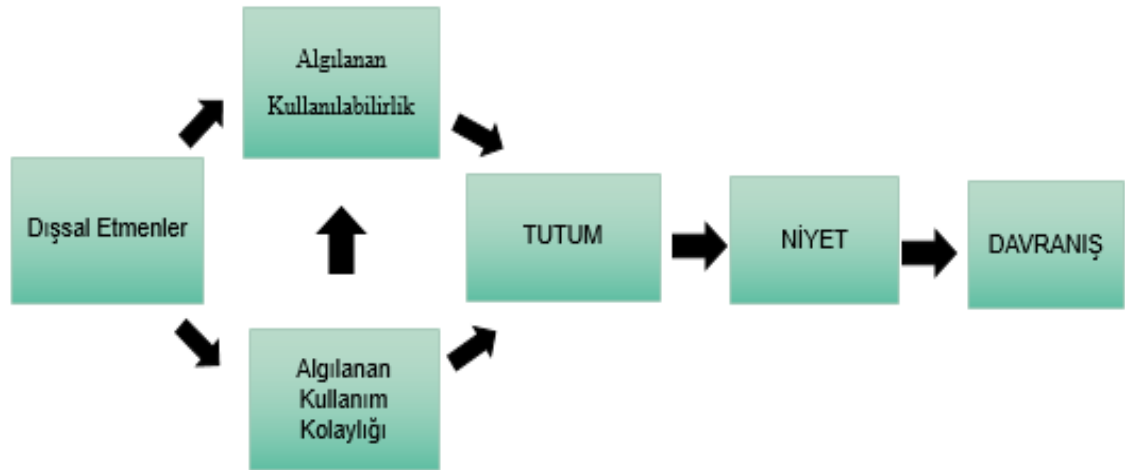 Algılanan
Kullanılabilirlik
Dışsal Etmenler
TUTUM
NİYET
DAVRANIŞ
Algılanan
Kullanım
Kolaylığı